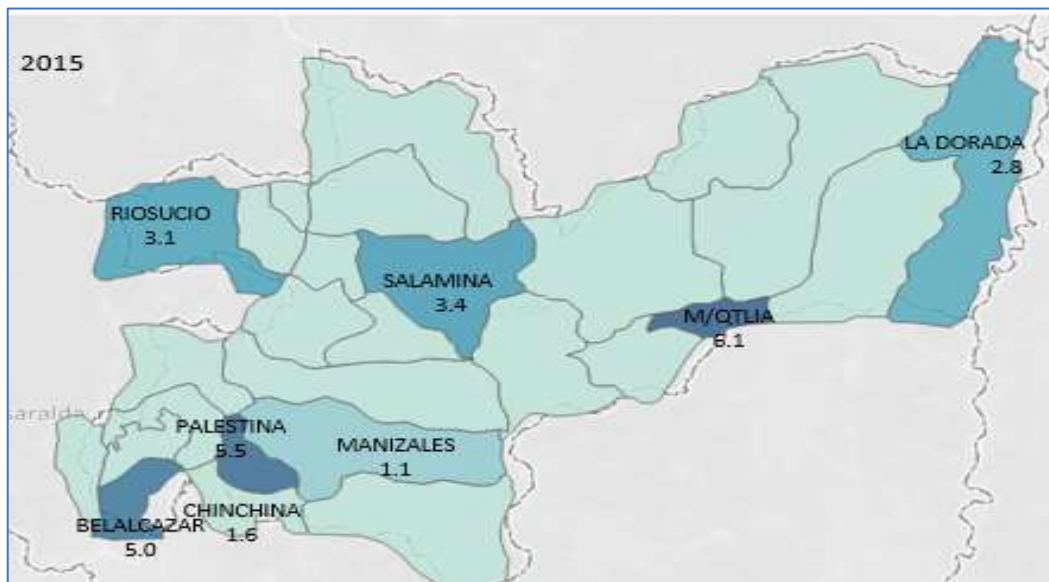 2015
LA DORADA
2.8
RIOSUCIO
3.1
SALAMINA
3.4
M/QTLIA
6.1
saralda
PALESTINA
5.5
MANIZALES
1.1
CHINCHINA
1.6
BELALCAZAR
5.0